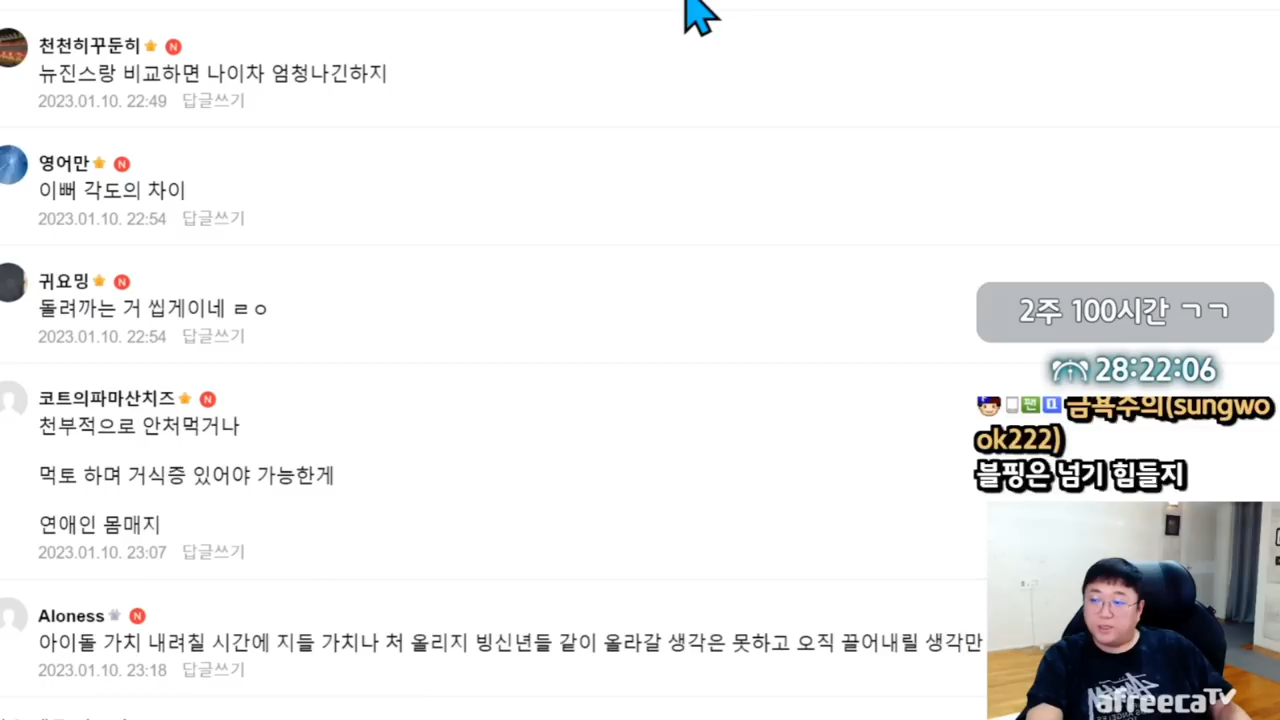 천천히꾸둔히 N
뉴진스랑 비교하면 나이차 엄청나긴하지
2023.01.10. 22:49 답글쓰기
영어만 N
이뻐 각도의 차이
2023.01.10. 22:54 답글쓰기
귀요밍 N
돌려까는 거 씹게이네 ㄹㅇ
2023.01.10. 22:54 답글쓰기
코트의파마산치즈 N
천부적으로 안처먹거나
먹토 하며 거식증 있어야 가능한게
연애인 몸매지
2023.01.10. 23:07 답글쓰기
Aloness N
아이돌 가치 내려칠 시간에 지들 가치나 처 올리지 빙신년들 같이 올라갈 생각은 못하고 오직 끌어내릴 생각만
2023.01.10. 23:18 답글쓰기
2주 100시간 ㄱㄱ
28:22:06
팬 금욕주의(sungwo
ok222)
블핑은 넘기 힘들지
afreecaTV